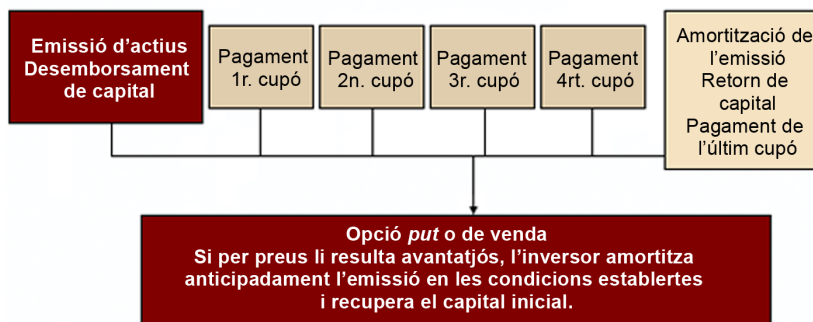 Emissió d'actius
Desemborsament
de capital
Pagament
1r. cupó
Pagament
2n. cupó
Pagament
3r. cupó
Pagament
4rt. cupó
Amortització de
l'emissió
Retorn de
capital
Pagament de
l'últim cupó
Opció put o de venda
Si per preus li resulta avantatjós, l'inversor amortitza
anticipadament l'emissió en les condicions establertes
i recupera el capital inicial.